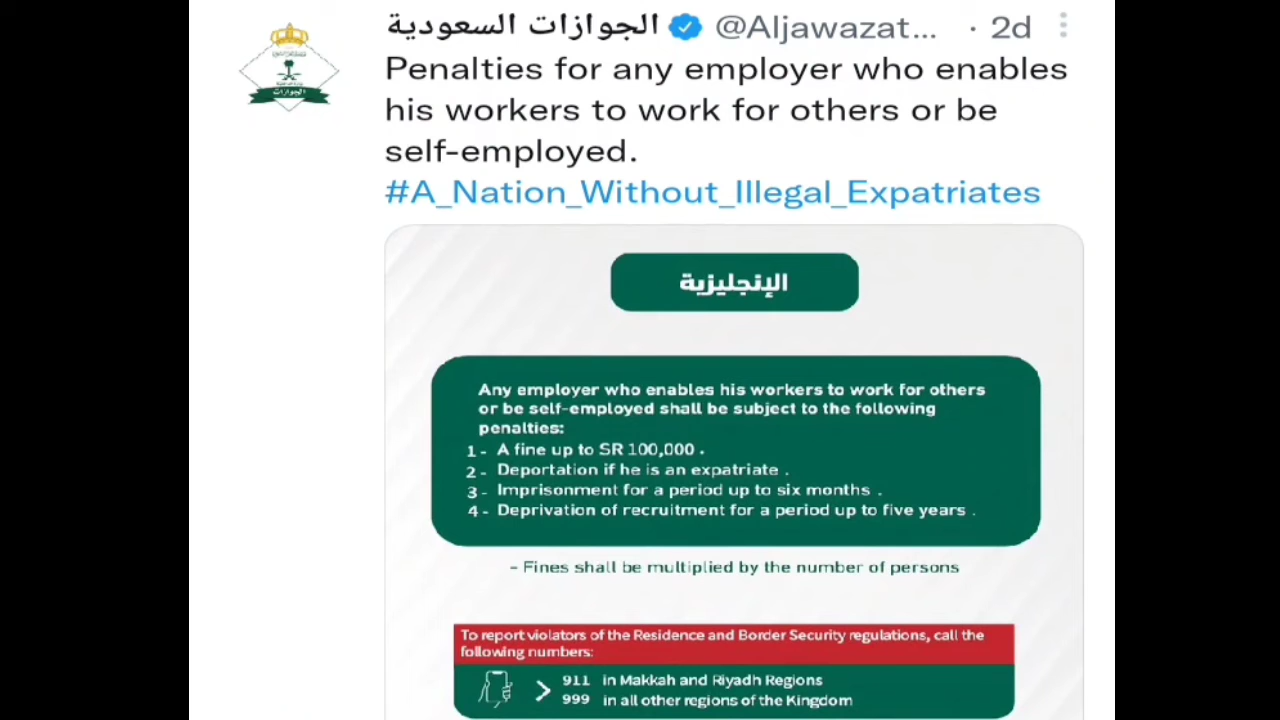 الجوازات السعودية @Aljawazat... · 2d
Penalties for any employer who enables
his workers to work for others or be
self-employed.
#A_Nation_Without_Illegal_Expatriates
الجوازات
الإنجليزية
Any employer who enables his workers to work for others
or be self-employed shall be subject to the following
penalties:
1 - A fine up to SR 100,000 .
2 - Deportation if he is an expatriate .
3 - Imprisonment for a period up to six months .
4 - Deprivation of recruitment for a period up to five years .
- Fines shall be multiplied by the number of persons
To report violators of the Residence and Border Security regulations, call the
following numbers:
911 in Makkah and Riyadh Regions
999 in all other regions of the Kingdom